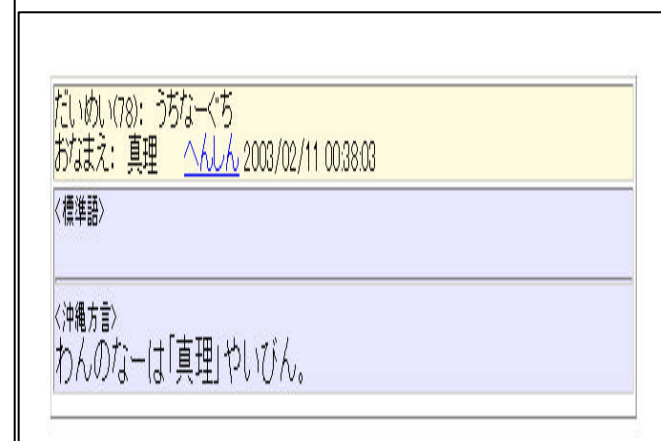 だいめい(78): うちなーぐち
おなまえ: 真理 へんしん 2003/02/11 00:38:03
<標準語>
<沖縄方言>
わんのなーは「真理」やいびん。